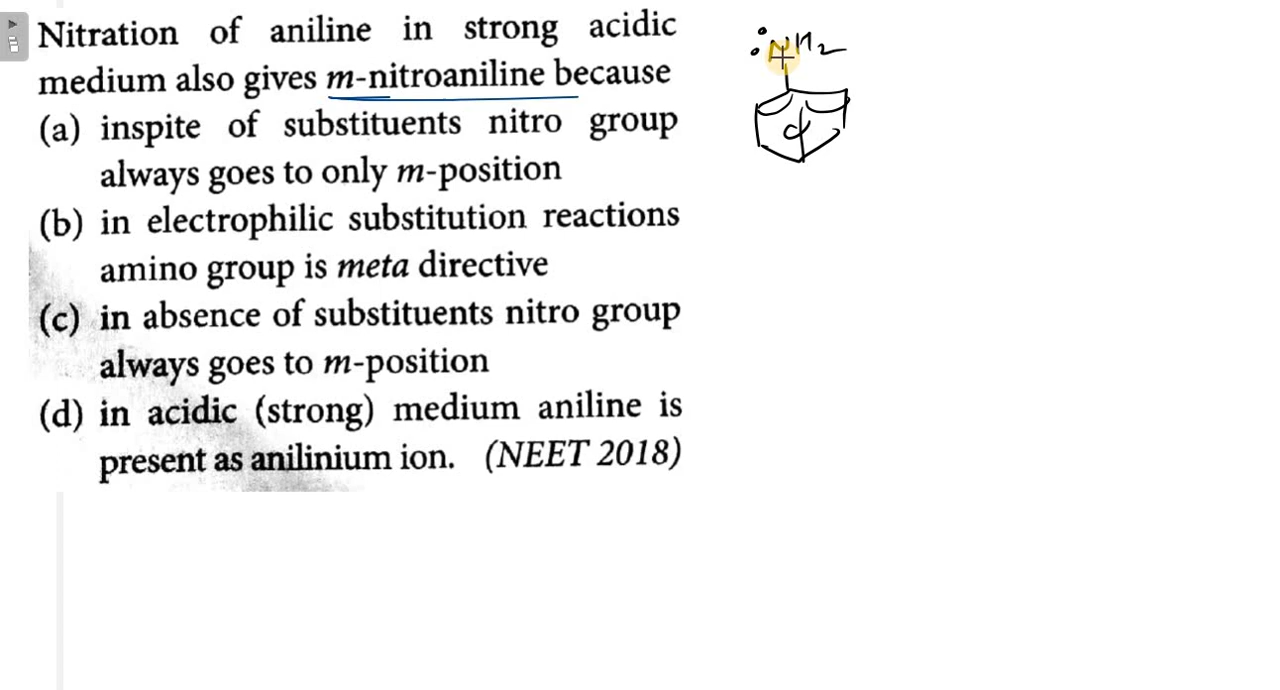 Nitration of aniline in strong acidic
medium also gives m-nitroaniline because
(a) inspite of substituents nitro group
always goes to only m-position
(b) in electrophilic substitution reactions
amino group is meta directive
(c) in absence of substituents nitro group
always goes to m-position
(d) in acidic (strong) medium aniline is
present as anilinium ion. (NEET 2018)
:NH2